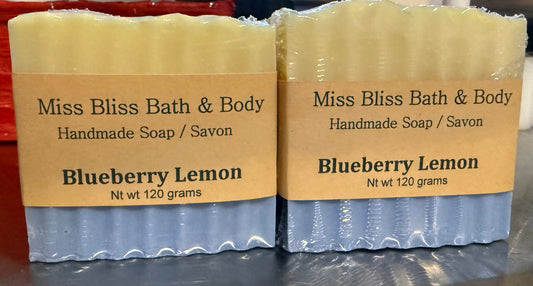 Miss Bliss Bath & Body
Handmade Soap / Savon
Blueberry Lemon
Nt wt 120 grams
Miss Bliss Bath & Body
Handmade Soap / Savon
Blueberry Lemon
Nt wt 120 grams